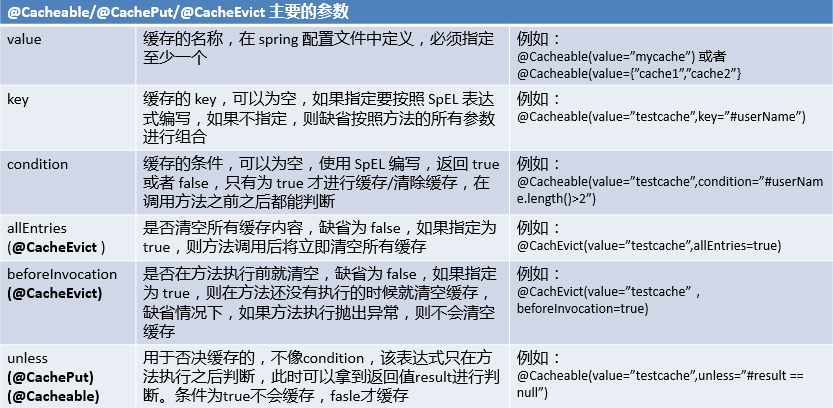 @Cacheable/@CachePut/@CacheEvict 主要的参数
value
缓存的名称，在 spring 配置文件中定义，必须指定
至少一个
例如：
@Cacheable(value=”mycache”) 或者
@Cacheable(value={”cache1”,”cache2”}
key
缓存的 key，可以为空，如果指定要按照 SpEL 表达
式编写，如果不指定，则缺省按照方法的所有参数
进行组合
例如：
@Cacheable(value=”testcache”,key=”#userName”)
condition
缓存的条件，可以为空，使用 SpEL 编写，返回 true
或者 false，只有为 true 才进行缓存/清除缓存，在
调用方法之前之后都能判断
例如：
@Cacheable(value=”testcache”,condition=”#userNam
e.length()>2”)
allEntries
(@CacheEvict )
是否清空所有缓存内容，缺省为 false，如果指定为
true，则方法调用后将立即清空所有缓存
例如：
@CachEvict(value=”testcache”,allEntries=true)
beforeInvocation
(@CacheEvict)
是否在方法执行前就清空，缺省为 false，如果指定
为 true，则在方法还没有执行的时候就清空缓存，
缺省情况下，如果方法执行抛出异常，则不会清空
缓存
例如：
@CachEvict(value=”testcache”，
beforeInvocation=true)
unless
(@CachePut)
(@Cacheable)
用于否决缓存的，不像condition，该表达式只在方
法执行之后判断，此时可以拿到返回值result进行判
断。条件为true不会缓存，fasle才缓存
例如：
@Cacheable(value=”testcache”,unless=”#result ==
null”)